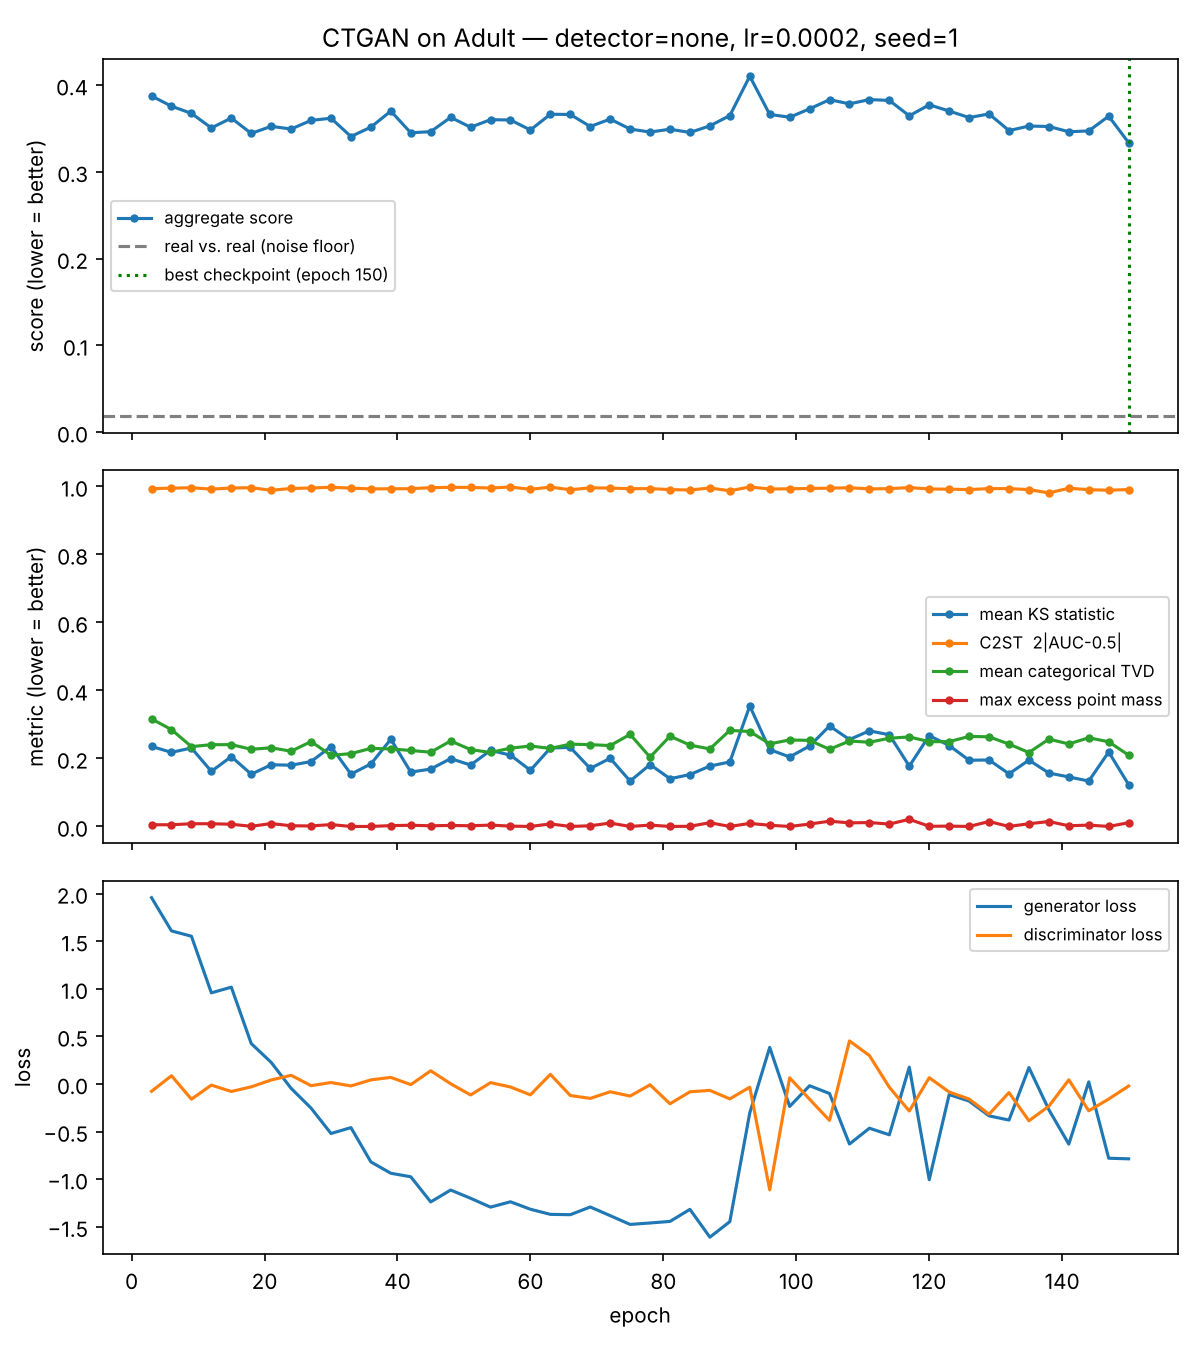 CTGAN on Adult — detector=none, lr=0.0002, seed=1
score (lower = better)
0.4
0.3
0.2
0.1
0.0
aggregate score
real vs. real (noise floor)
best checkpoint (epoch 150)
metric (lower = better)
1.0
0.8
0.6
0.4
0.2
0.0
mean KS statistic
C2ST 2|AUC-0.5|
mean categorical TVD
max excess point mass
loss
2.0
1.5
1.0
0.5
0.0
−0.5
−1.0
−1.5
generator loss
discriminator loss
0 20 40 60 80 100 120 140
epoch